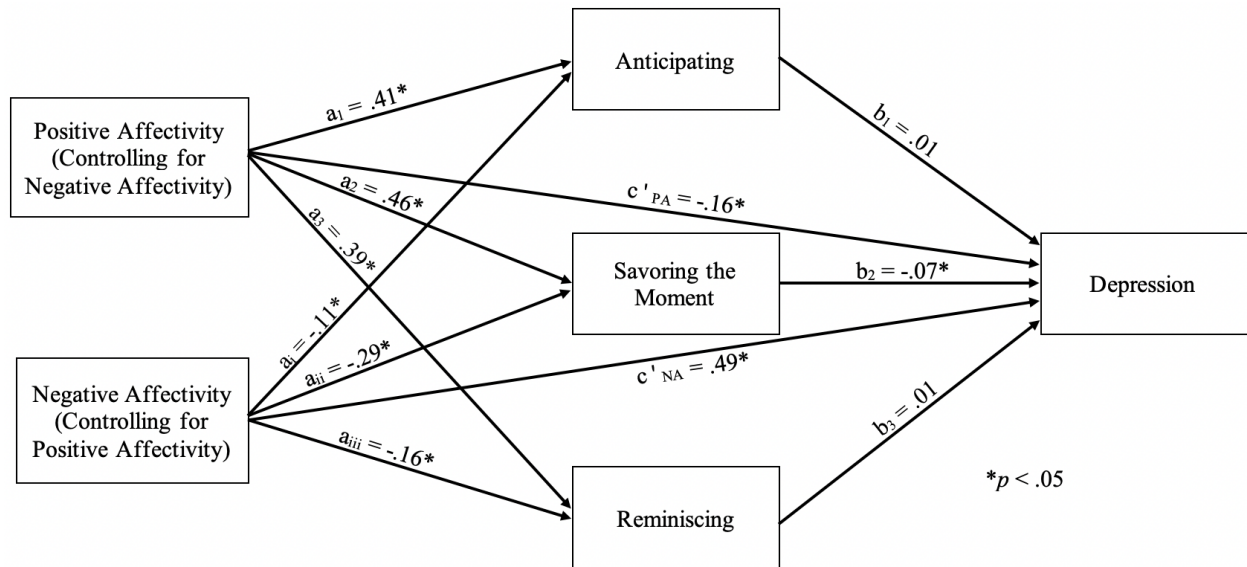 Anticipating
Positive Affectivity
(Controlling for
Negative Affectivity)
a₁ = .41*
b₁ = .01
a₂ = .46*
c'PA = -.16*
a₃ = .39*
Savoring the
Moment
b₂ = -.07*
Depression
aᵢ = -.11*
aᵢᵢ = -.29*
c'NA = .49*
Negative Affectivity
(Controlling for
Positive Affectivity)
aᵢᵢᵢ = -.16*
b₃ = .01
Reminiscing
*p < .05